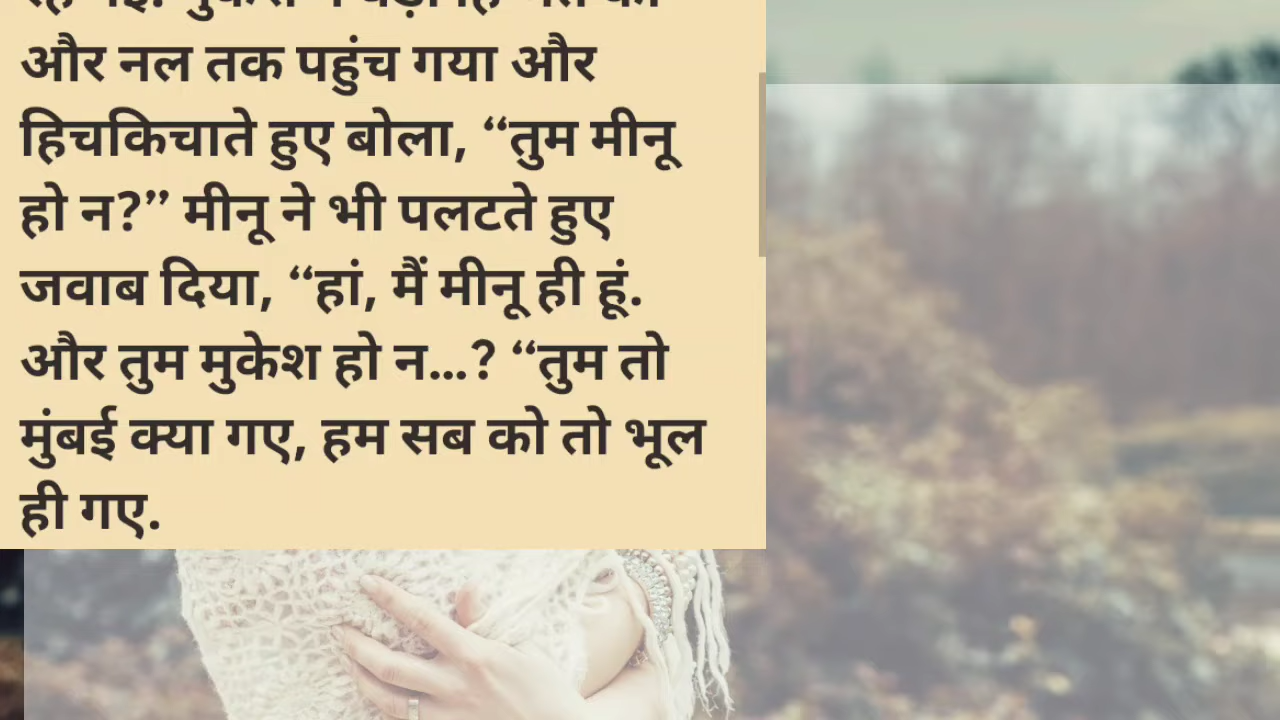 और नल तक पहुंच गया और
हिचकिचाते हुए बोला, “तुम मीनू
हो न?” मीनू ने भी पलटते हुए
जवाब दिया, “हां, मैं मीनू ही हूं.
और तुम मुकेश हो न...? “तुम तो
मुंबई क्या गए, हम सब को तो भूल
ही गए.